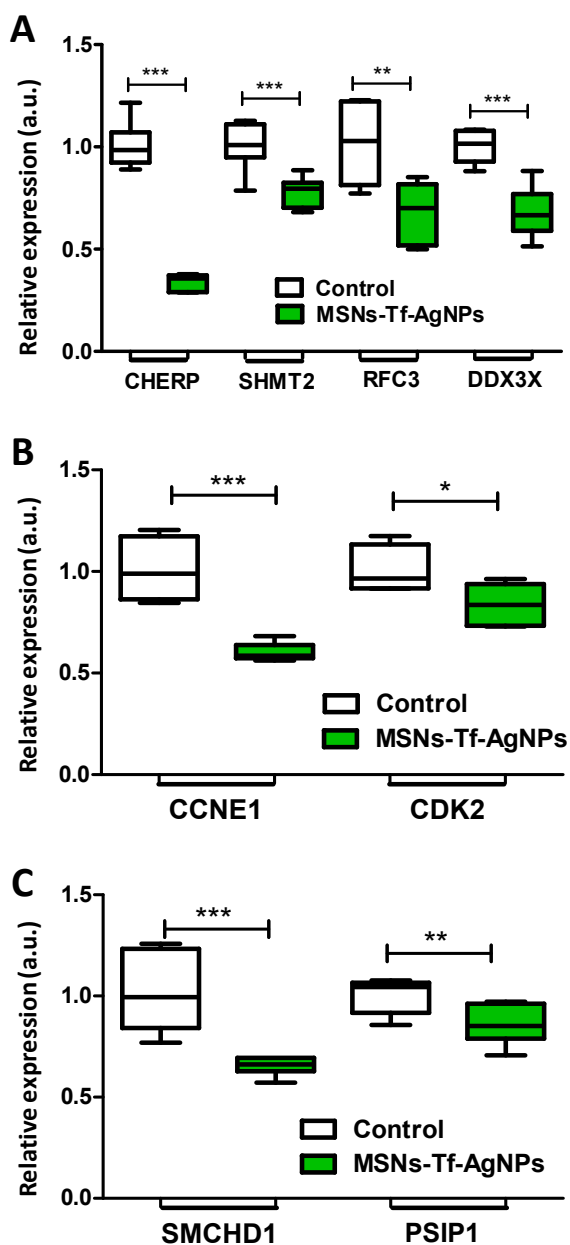 A
Relative expression (a.u.)
1.5
1.0
0.5
0.0
***
***
**
***
Control
MSNs-Tf-AgNPs
CHERP SHMT2 RFC3 DDX3X
B
Relative expression (a.u.)
1.5
1.0
0.5
0.0
***
*
Control
MSNs-Tf-AgNPs
CCNE1 CDK2
C
Relative expression (a.u.)
1.5
1.0
0.5
0.0
***
**
Control
MSNs-Tf-AgNPs
SMCHD1 PSIP1